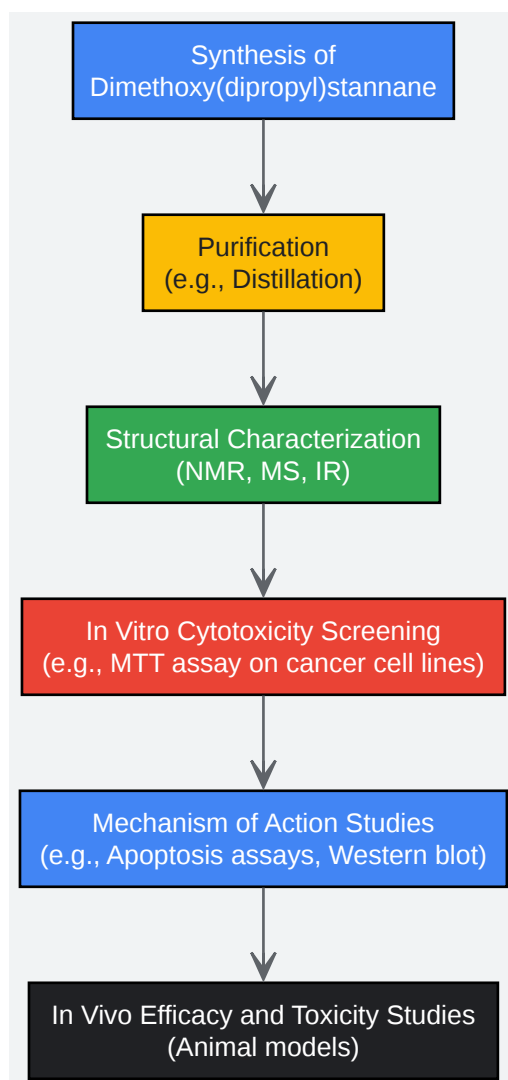 Synthesis of
Dimethoxy(dipropyl)stannane
Purification
(e.g., Distillation)
Structural Characterization
(NMR, MS, IR)
In Vitro Cytotoxicity Screening
(e.g., MTT assay on cancer cell lines)
Mechanism of Action Studies
(e.g., Apoptosis assays, Western blot)
In Vivo Efficacy and Toxicity Studies
(Animal models)